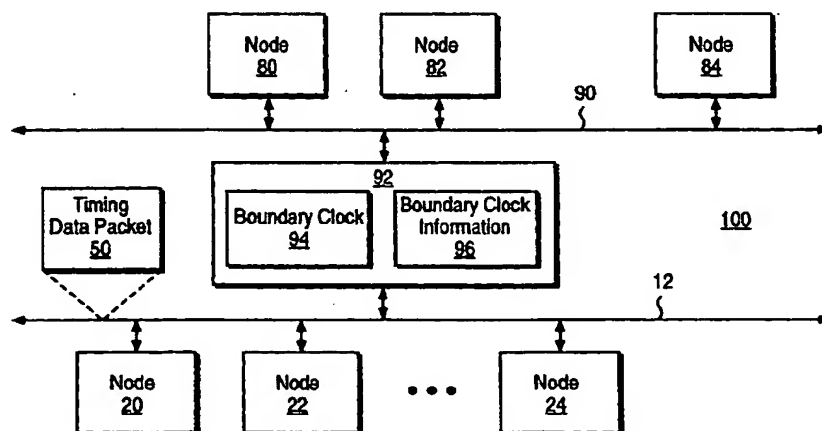 Node
80
Node
82
Node
84
90
92
Timing
Data Packet
50
Boundary Clock
94
Boundary Clock
Information
96
100
12
Node
20
Node
22
• • •
Node
24